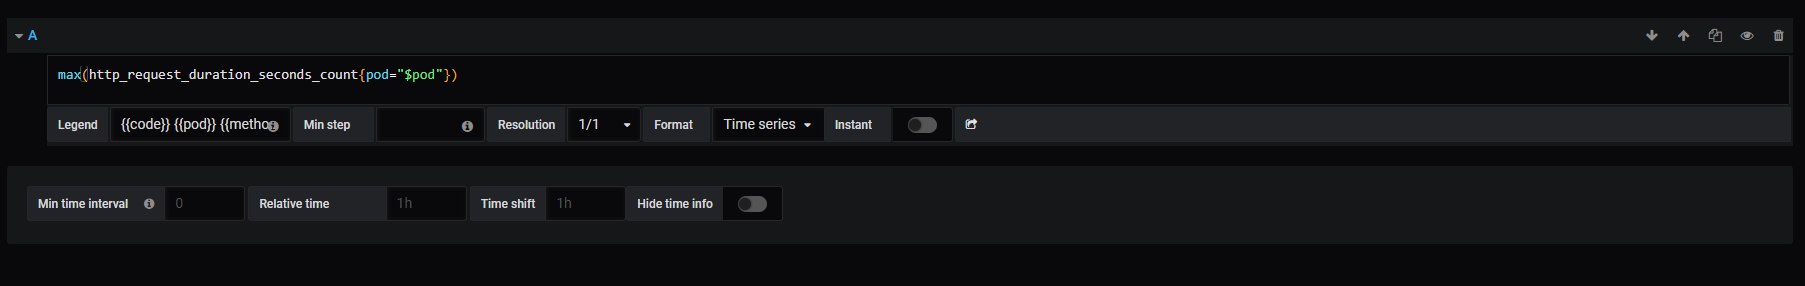 A
max(http_request_duration_seconds_count{pod="$pod"})
Legend {{code}} {{pod}} {{metho Min step Resolution 1/1 Format Time series Instant
Min time interval 0 Relative time 1h Time shift 1h Hide time info